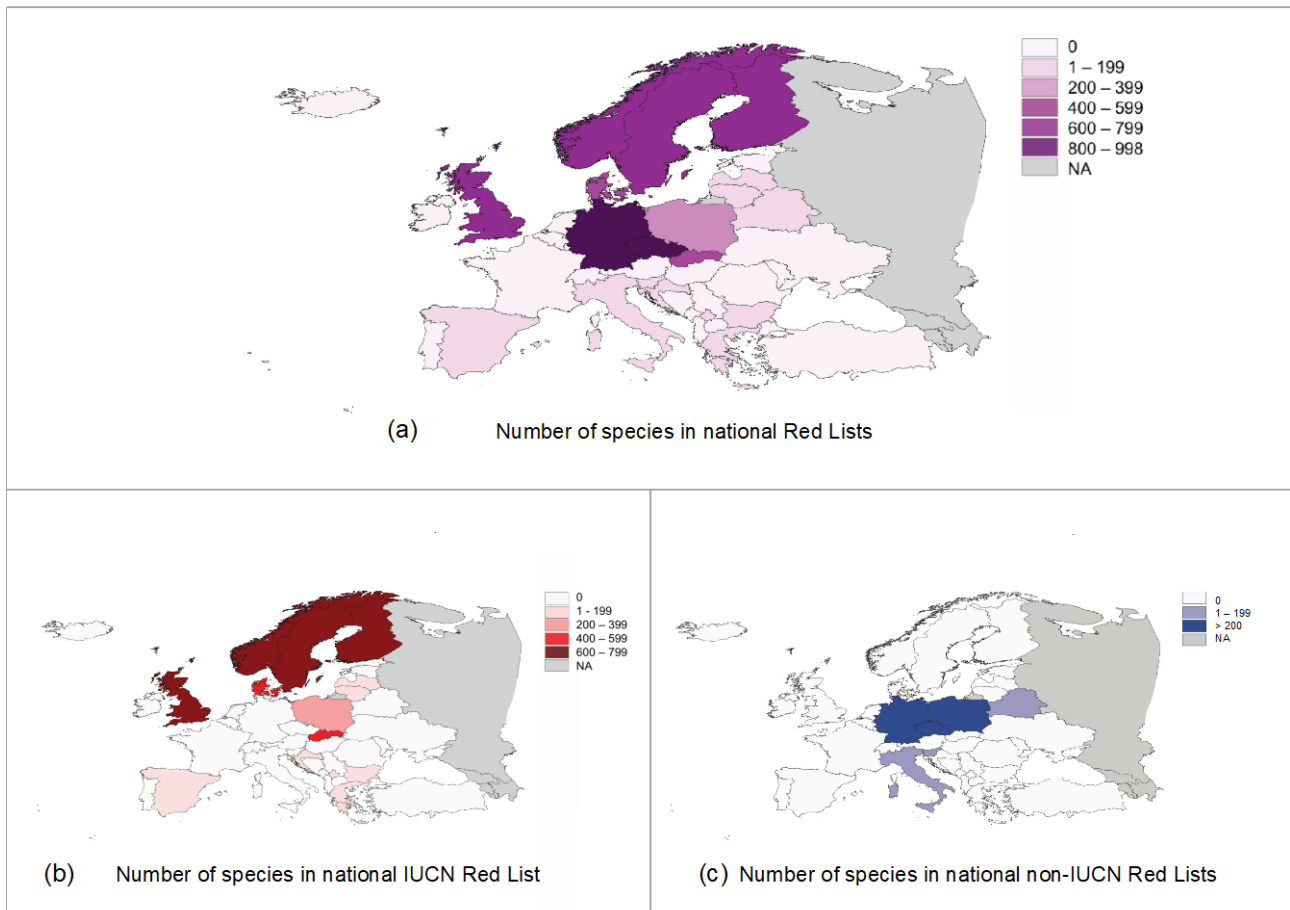 0
1 – 199
200 – 399
400 – 599
600 – 799
800 – 998
NA
(a) Number of species in national Red Lists
0
1 - 199
200 – 399
400 – 599
600 – 799
NA
(b) Number of species in national IUCN Red List
0
1 – 199
> 200
NA
(c) Number of species in national non-IUCN Red Lists